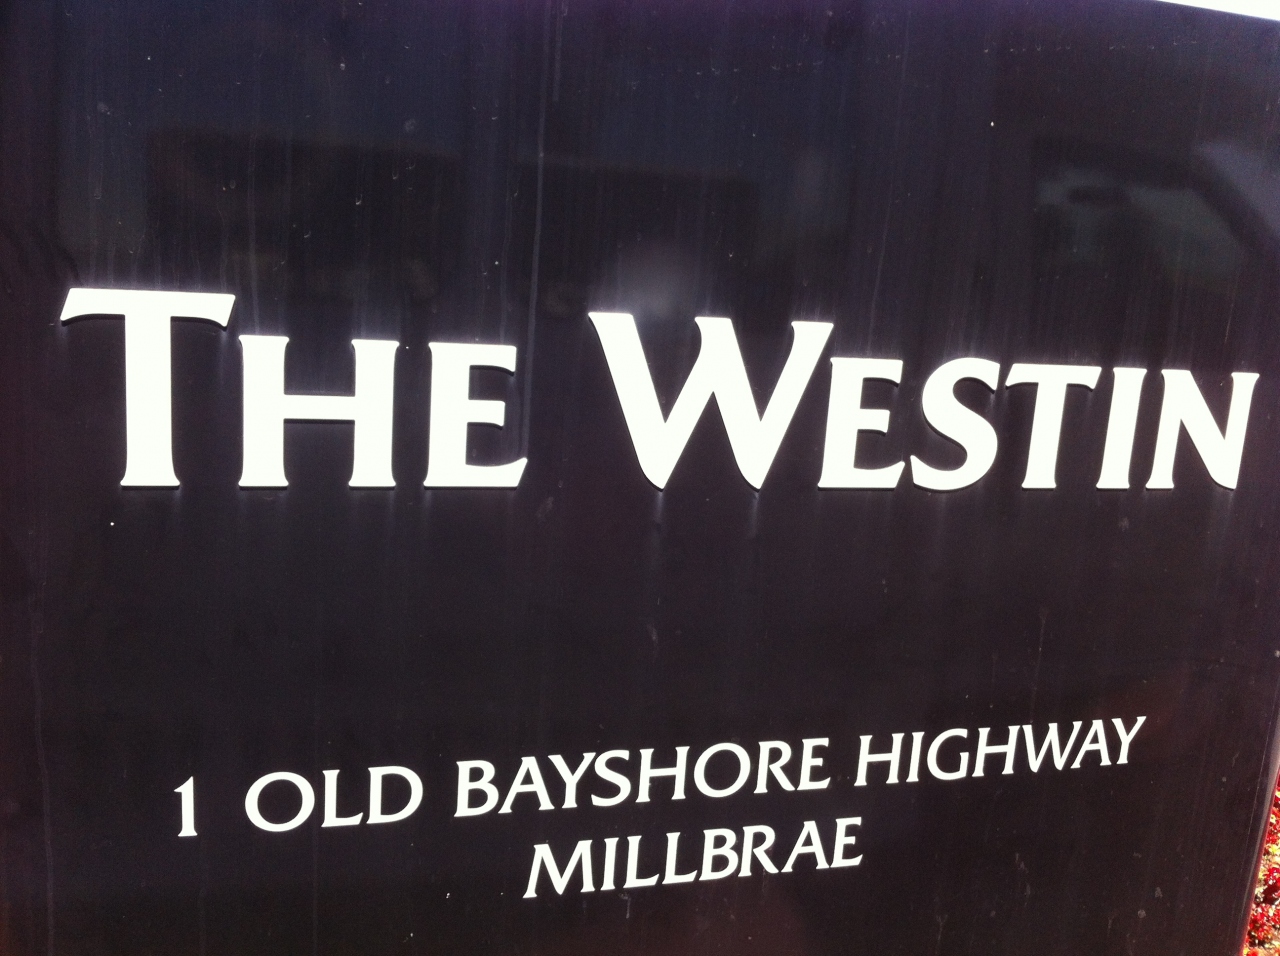 THE WESTIN
1 OLD BAYSHORE HIGHWAY
MILLBRAE